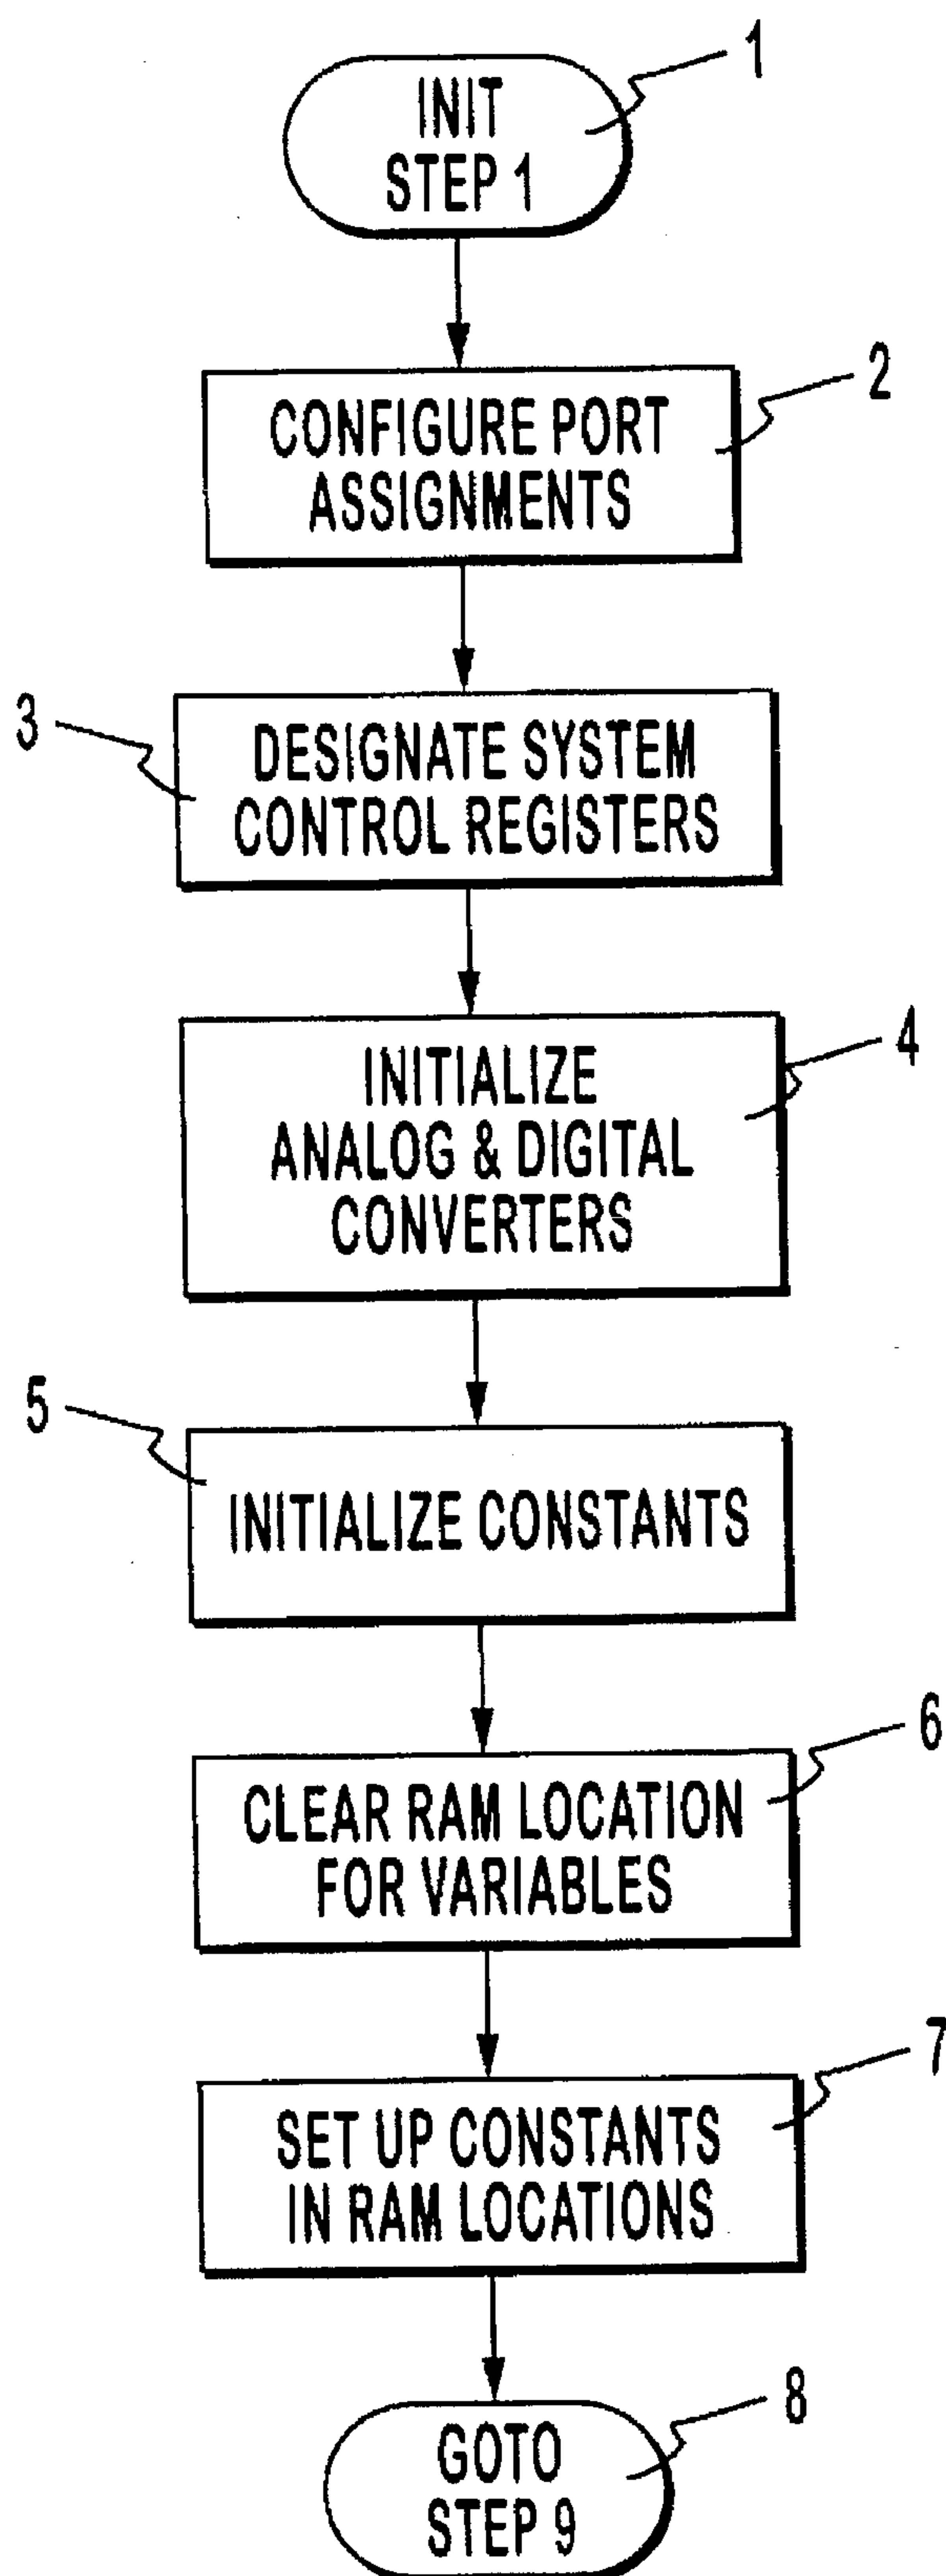 1
INIT
STEP 1
2
CONFIGURE PORT
ASSIGNMENTS
3
DESIGNATE SYSTEM
CONTROL REGISTERS
4
INITIALIZE
ANALOG & DIGITAL
CONVERTERS
5
INITIALIZE CONSTANTS
6
CLEAR RAM LOCATION
FOR VARIABLES
7
SET UP CONSTANTS
IN RAM LOCATIONS
8
GOTO
STEP 9